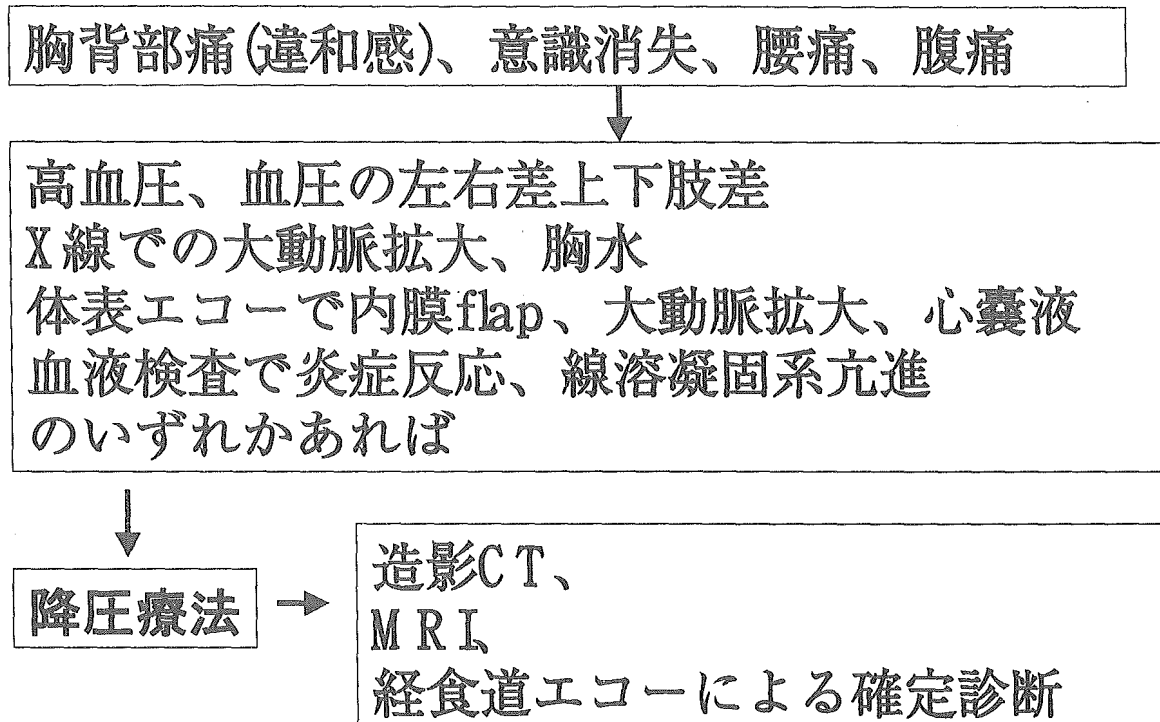 胸背部痛(違和感)、意識消失、腰痛、腹痛
高血圧、血圧の左右差上下肢差
X線での大動脈拡大、胸水
体表エコーで内膜flap、大動脈拡大、心嚢液
血液検査で炎症反応、線溶凝固系亢進
のいずれかあれば
降圧療法
造影CT、
MRI、
経食道エコーによる確定診断